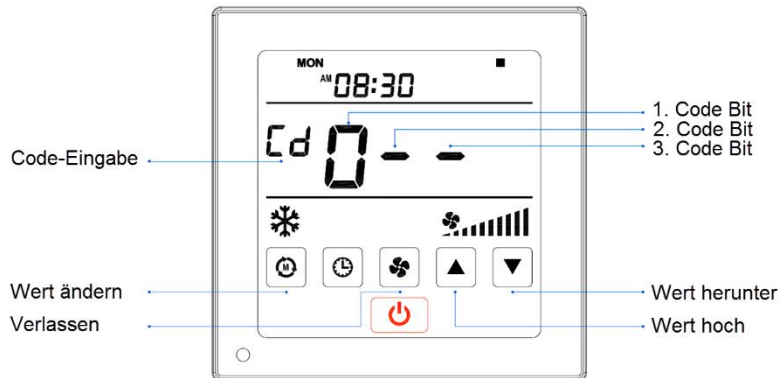 MON
AM 08:30
1. Code Bit
2. Code Bit
3. Code Bit
Cd 0 - -
Code-Eingabe
M
Wert ändern
Verlassen
Wert herunter
Wert hoch